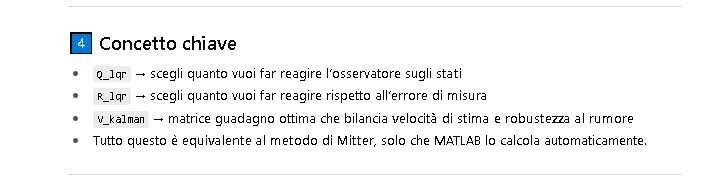 4 Concetto chiave
• Q_lqr → scegli quanto vuoi far reagire l'osservatore sugli stati
• R_lqr → scegli quanto vuoi far reagire rispetto all'errore di misura
• V_kalman → matrice guadagno ottima che bilancia velocità di stima e robustezza al rumore
• Tutto questo è equivalente al metodo di Mitter, solo che MATLAB lo calcola automaticamente.